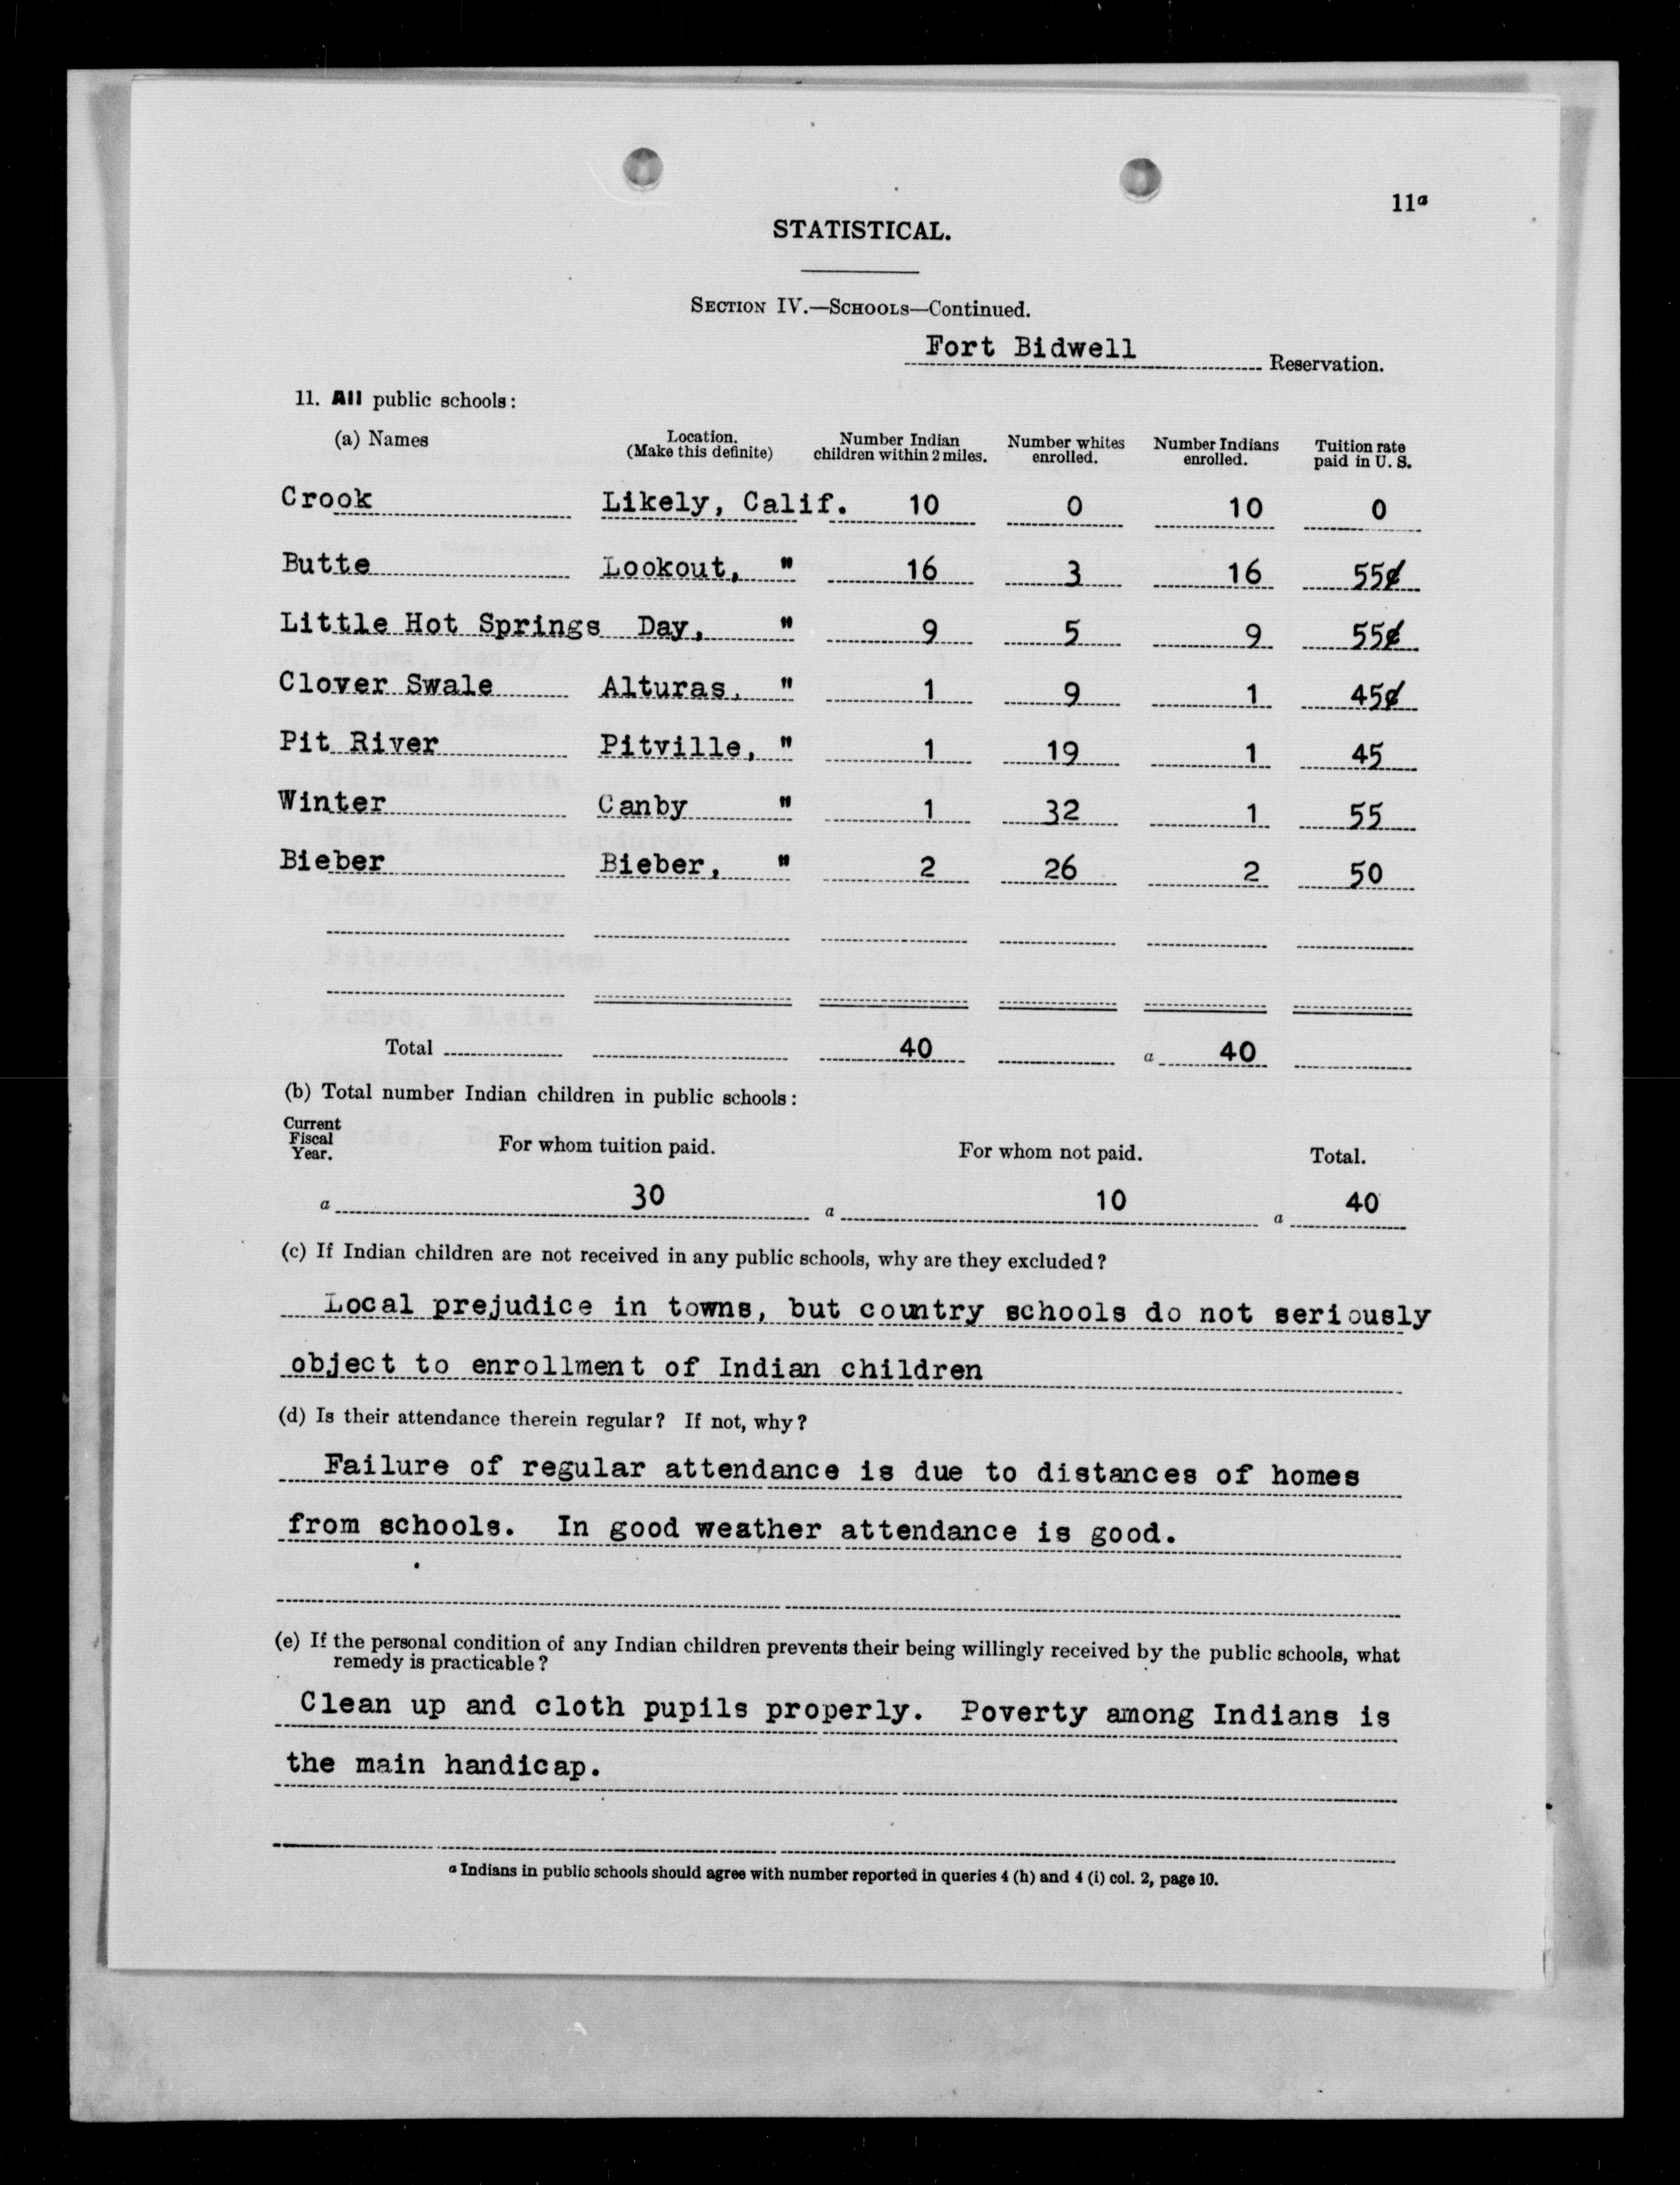 11a
STATISTICAL.
SECTION IV.—SCHOOLS—Continued.
Fort Bidwell Reservation.
11. All public schools:
(a) Names Location. (Make this definite) Number Indian children within 2 miles. Number whites enrolled. Number Indians enrolled. Tuition rate paid in U. S.
Crook Likely, Calif. 10 0 10 0
Butte Lookout, " 16 3 16 55¢
Little Hot Springs Day, " 9 5 9 55¢
Clover Swale Alturas, " 1 9 1 45¢
Pit River Pitville, " 1 19 1 45
Winter Canby " 1 32 1 55
Bieber Bieber, " 2 26 2 50
Total 40 a 40
(b) Total number Indian children in public schools:
Current Fiscal Year. For whom tuition paid. For whom not paid. Total.
a 30 a 10 a 40
(c) If Indian children are not received in any public schools, why are they excluded?
Local prejudice in towns, but country schools do not seriously
object to enrollment of Indian children
(d) Is their attendance therein regular? If not, why?
Failure of regular attendance is due to distances of homes
from schools. In good weather attendance is good.
(e) If the personal condition of any Indian children prevents their being willingly received by the public schools, what
remedy is practicable?
Clean up and cloth pupils properly. Poverty among Indians is
the main handicap.
a Indians in public schools should agree with number reported in queries 4 (h) and 4 (i) col. 2, page 10.